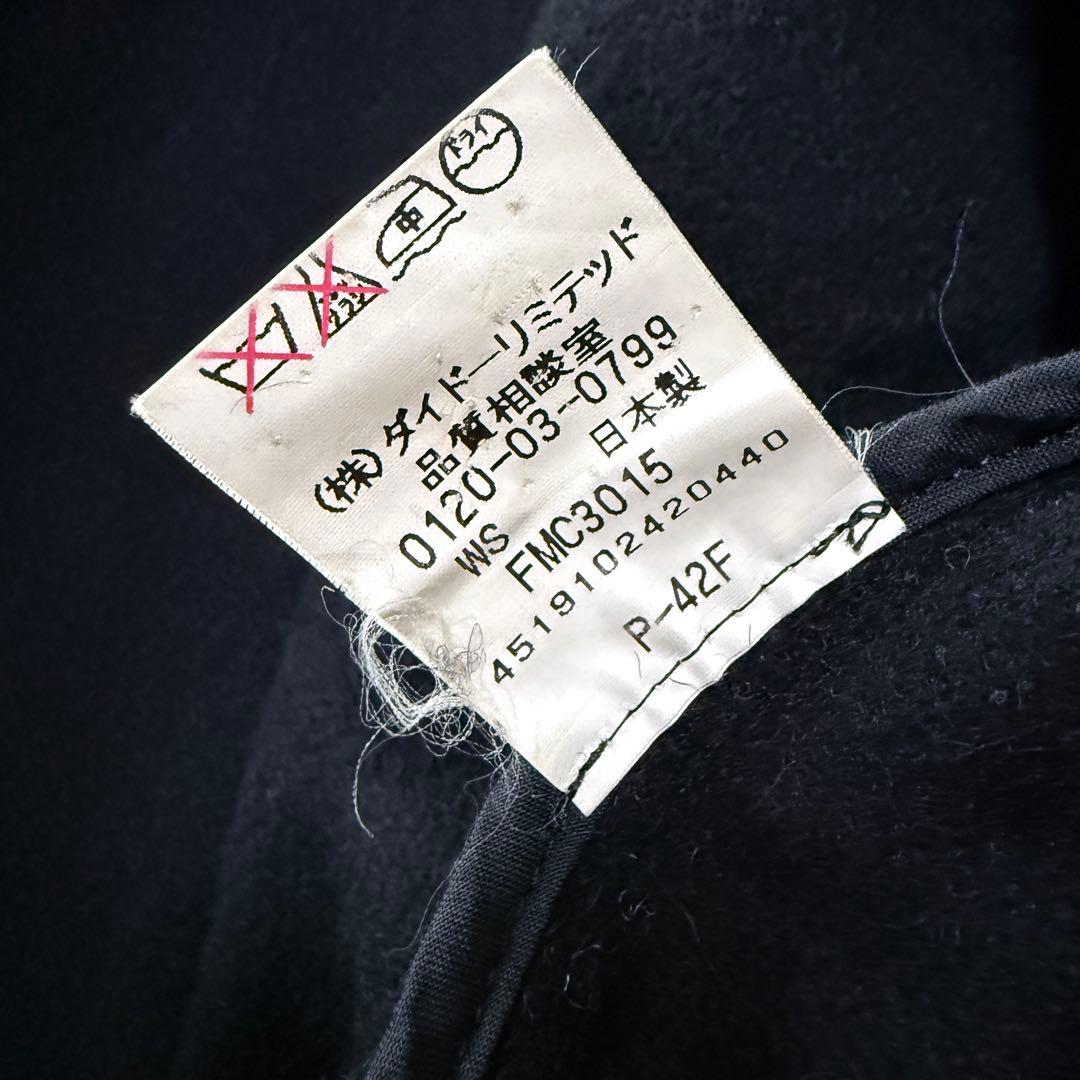 中 ドライ
(株)ダイドーリミテッド
品質相談室
0120-03-0799
WS 日本製
FMC3015
4519102420440
P-42F